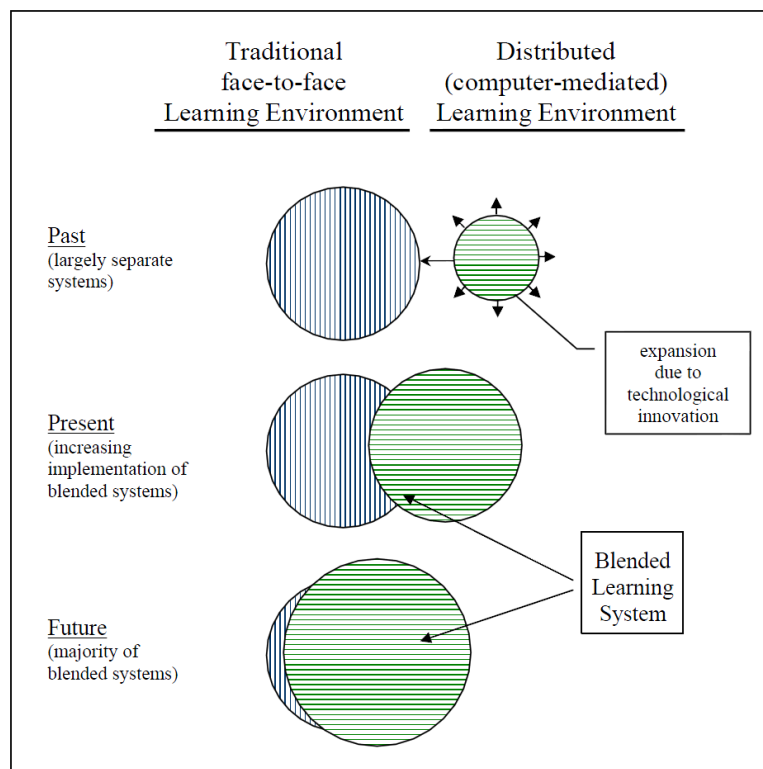 Traditional
face-to-face
Learning Environment
Distributed
(computer-mediated)
Learning Environment
Past
(largely separate
systems)
expansion
due to
technological
innovation
Present
(increasing
implementation of
blended systems)
Blended
Learning
System
Future
(majority of
blended systems)